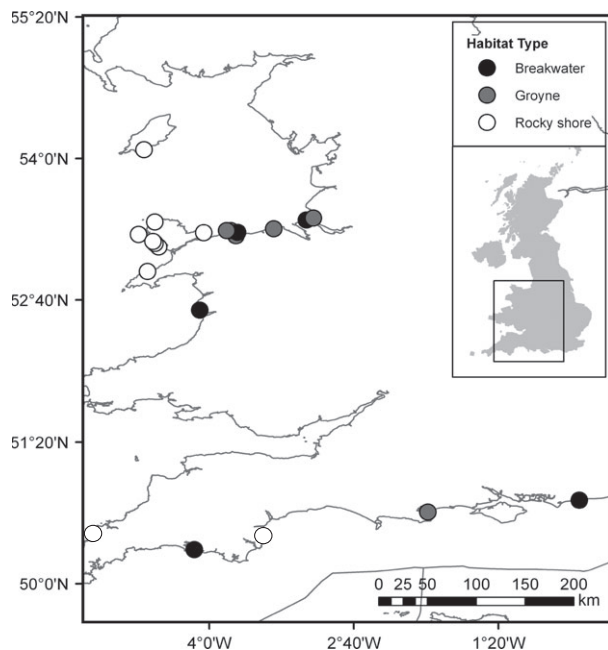 55°20'N
54°0'N
52°40'N
51°20'N
50°0'N
Habitat Type
Breakwater
Groyne
Rocky shore
0 25 50 100 150 200
km
4°0'W 2°40'W 1°20'W